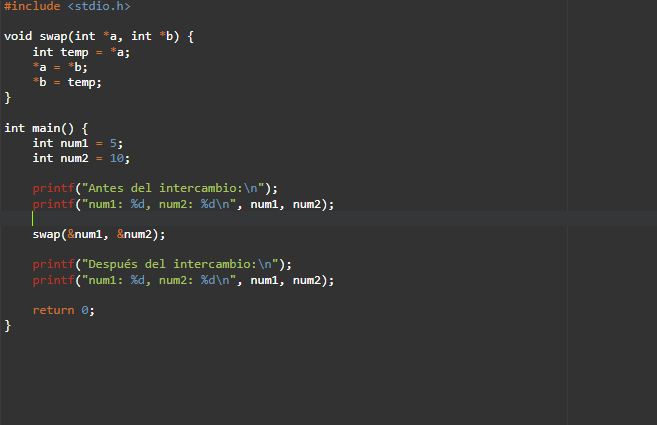 #include <stdio.h>
void swap(int *a, int *b) {
    int temp = *a;
    *a = *b;
    *b = temp;
}
int main() {
    int num1 = 5;
    int num2 = 10;
    printf("Antes del intercambio:\n");
    printf("num1: %d, num2: %d\n", num1, num2);
    swap(&num1, &num2);
    printf("Después del intercambio:\n");
    printf("num1: %d, num2: %d\n", num1, num2);
    return 0;
}